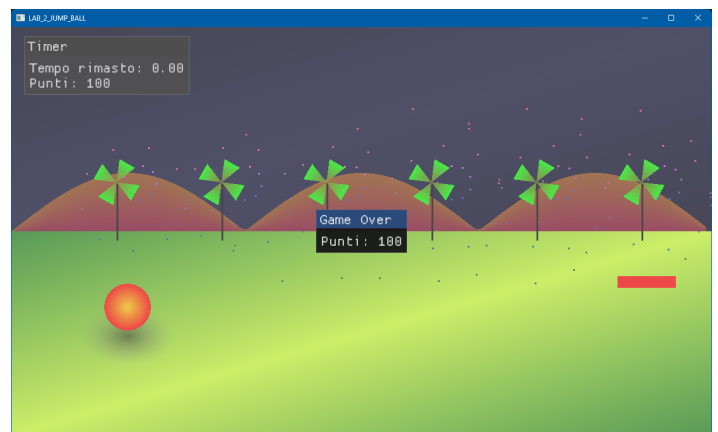 LAB_2_JUMP_BALL
Timer
Tempo rimasto: 0.00
Punti: 100
Game Over
Punti: 100